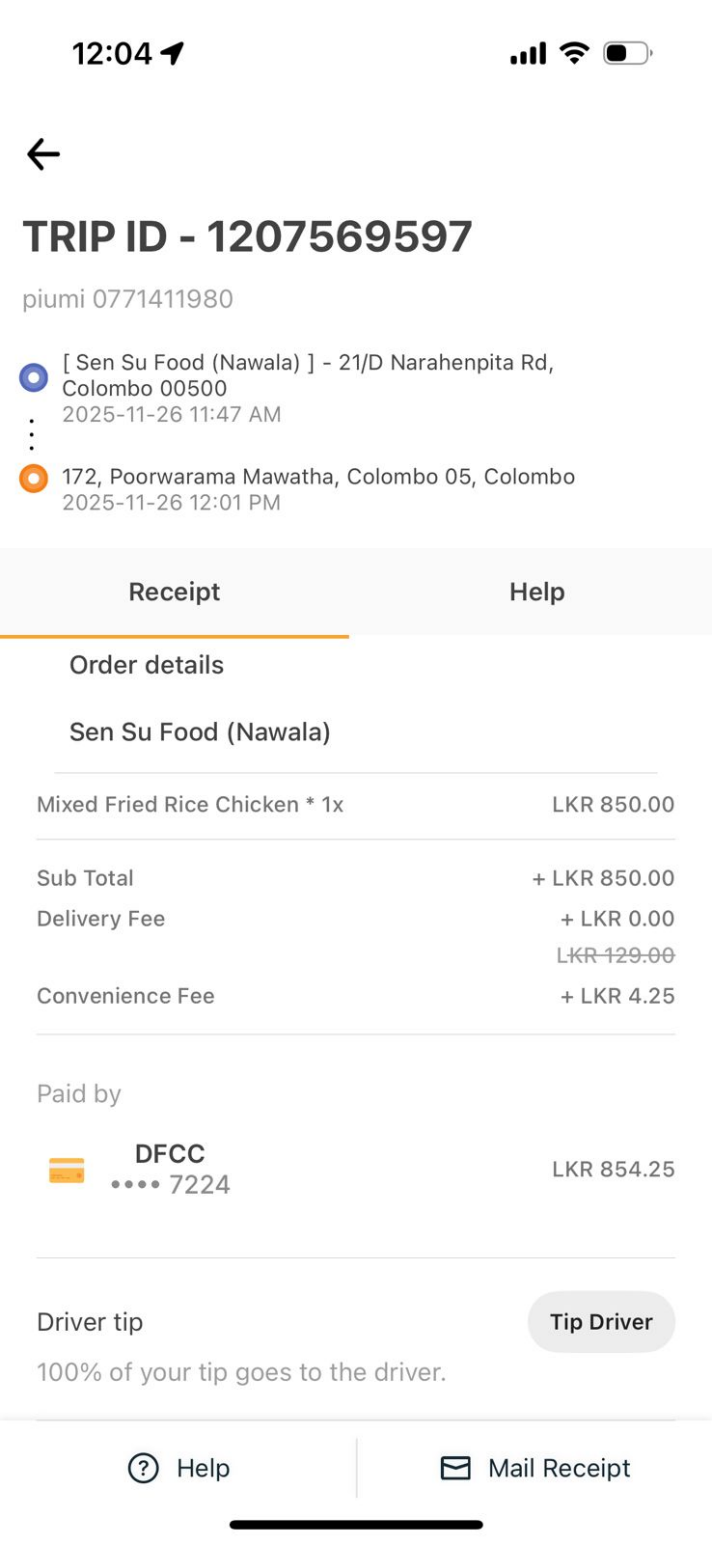 12:04
TRIP ID - 1207569597
piumi 0771411980
[ Sen Su Food (Nawala) ] - 21/D Narahenpita Rd,
Colombo 00500
2025-11-26 11:47 AM
172, Poorwarama Mawatha, Colombo 05, Colombo
2025-11-26 12:01 PM
Receipt Help
Order details
Sen Su Food (Nawala)
Mixed Fried Rice Chicken * 1x LKR 850.00
Sub Total + LKR 850.00
Delivery Fee + LKR 0.00
LKR 129.00
Convenience Fee + LKR 4.25
Paid by
DFCC
•••• 7224 LKR 854.25
Driver tip Tip Driver
100% of your tip goes to the driver.
? Help Mail Receipt